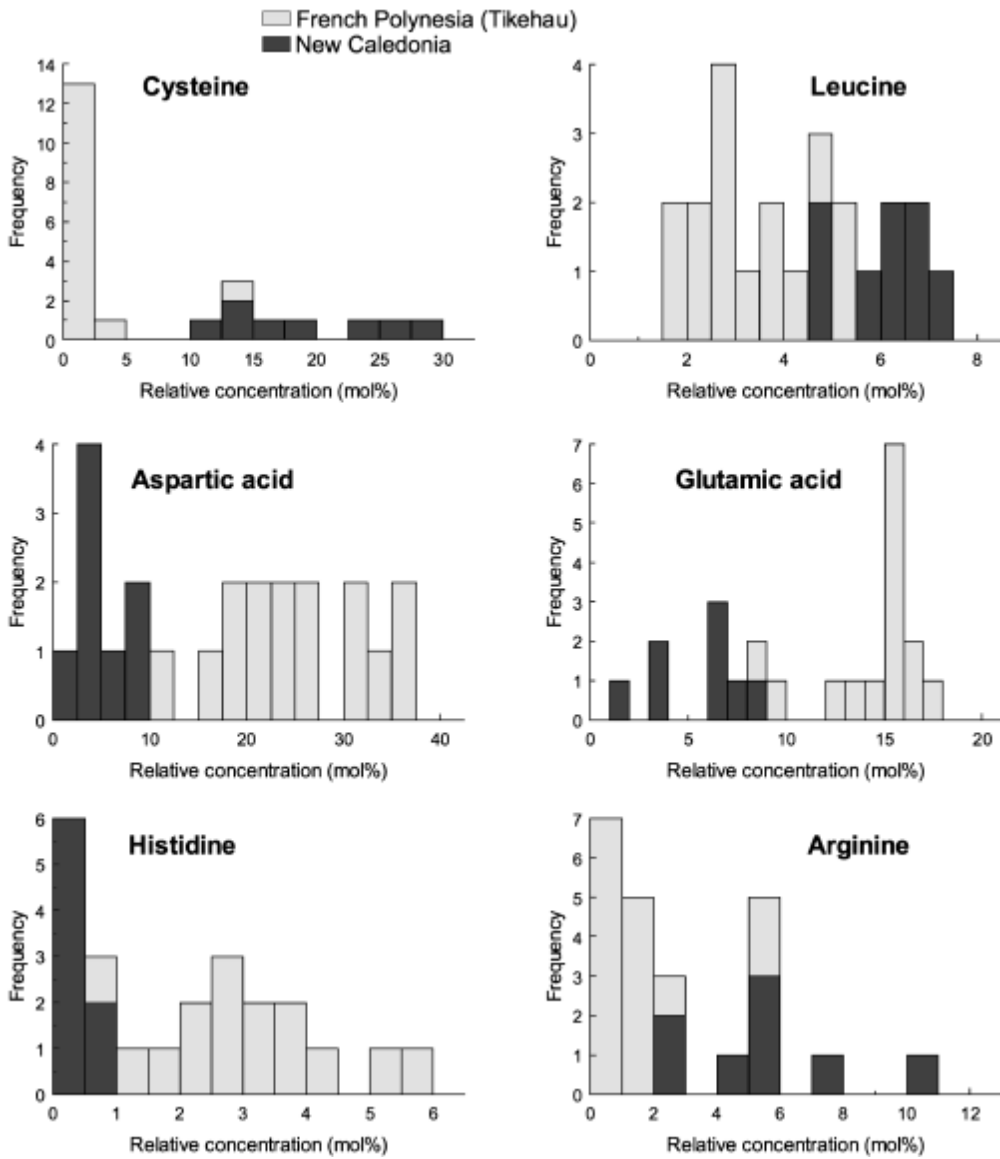 French Polynesia (Tikehau)
New Caledonia
Cysteine
Frequency
14
12
10
8
6
4
2
0
0 5 10 15 20 25 30
Relative concentration (mol%)
Leucine
Frequency
4
3
2
1
0
0 2 4 6 8
Relative concentration (mol%)
Aspartic acid
Frequency
4
3
2
1
0
0 10 20 30 40
Relative concentration (mol%)
Glutamic acid
Frequency
7
6
5
4
3
2
1
0
0 5 10 15 20
Relative concentration (mol%)
Histidine
Frequency
6
5
4
3
2
1
0
0 1 2 3 4 5 6
Relative concentration (mol%)
Arginine
Frequency
7
6
5
4
3
2
1
0
0 2 4 6 8 10 12
Relative concentration (mol%)